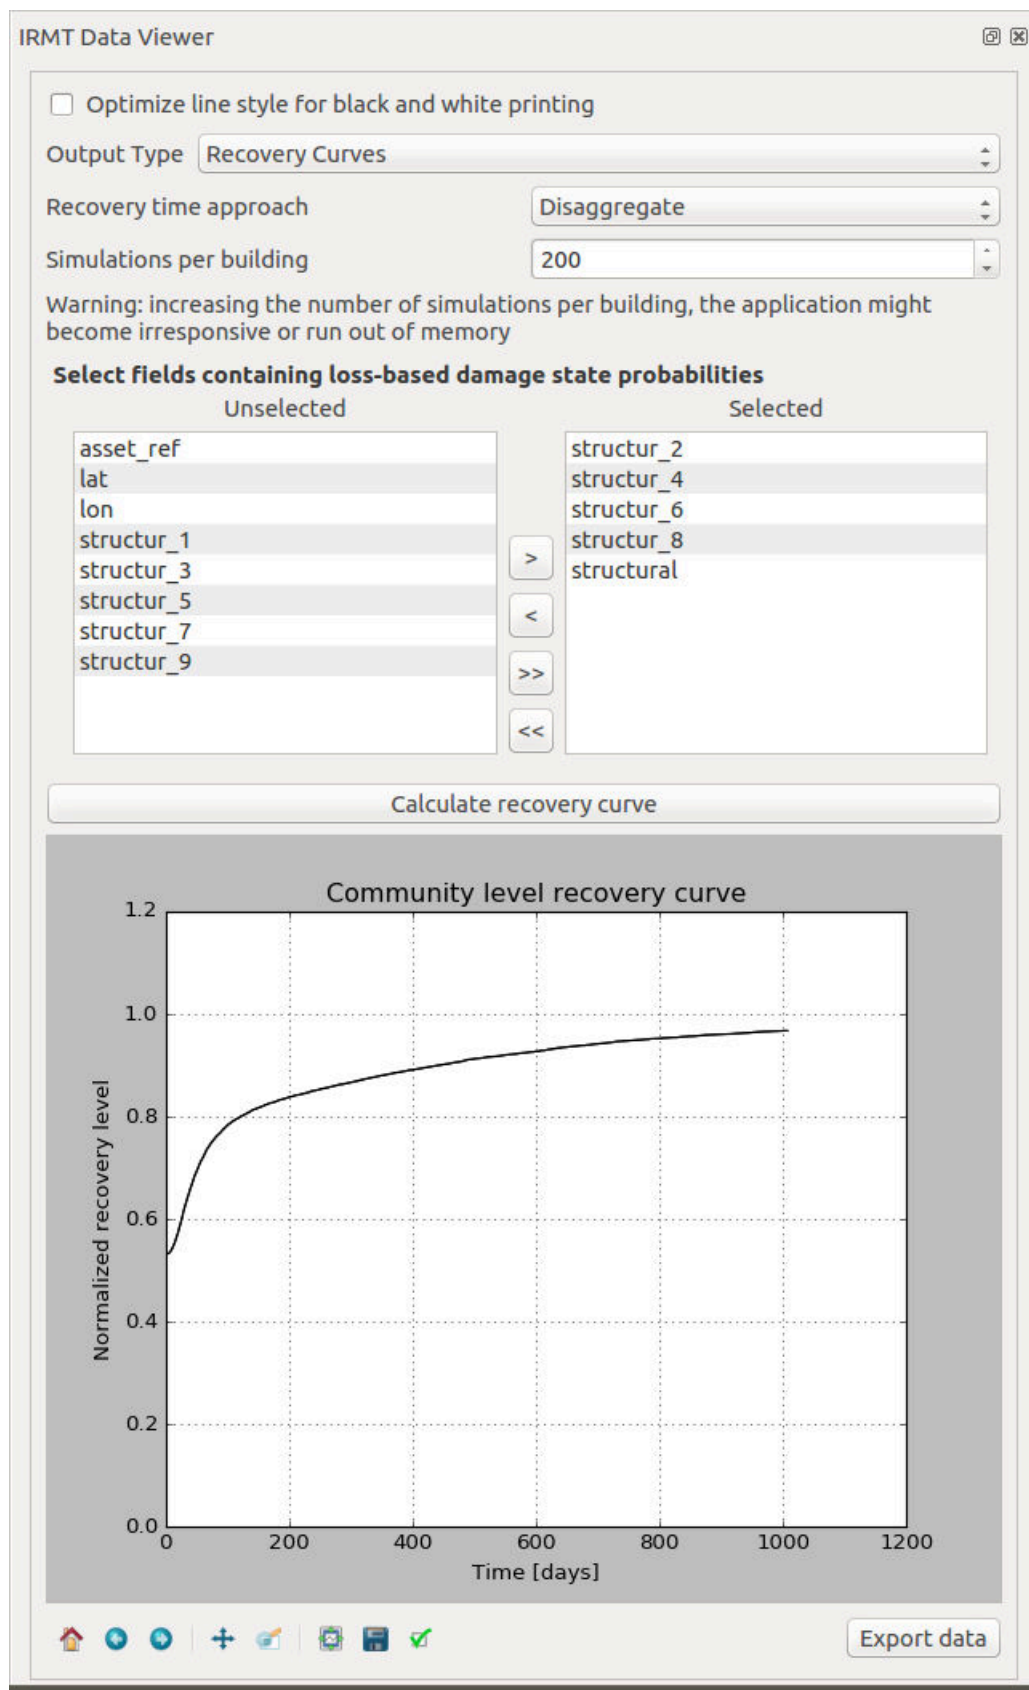 IRMT Data Viewer
Optimize line style for black and white printing
Output Type Recovery Curves
Recovery time approach Disaggregate
Simulations per building 200
Warning: increasing the number of simulations per building, the application might
become irresponsive or run out of memory
Select fields containing loss-based damage state probabilities
Unselected Selected
asset_ref
lat
lon
structur_1
structur_3
structur_5
structur_7
structur_9
>
<
>>
<<
structur_2
structur_4
structur_6
structur_8
structural
Calculate recovery curve
Community level recovery curve
Normalized recovery level
1.2
1.0
0.8
0.6
0.4
0.2
0.0
0 200 400 600 800 1000 1200
Time [days]
Export data